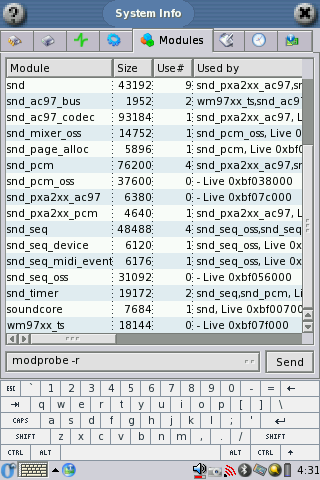 System Info
Modules
Module Size Use# Used by
snd 43192 9 snd_pxa2xx_ac97,sn
snd_ac97_bus 1952 2 wm97xx_ts,snd_ac97
snd_ac97_codec 93184 1 snd_pxa2xx_ac97, L
snd_mixer_oss 14752 1 snd_pcm_oss, Live 0
snd_page_alloc 5896 1 snd_pcm, Live 0xbf0
snd_pcm 76200 4 snd_pxa2xx_ac97,sn
snd_pcm_oss 37600 0 - Live 0xbf038000
snd_pxa2xx_ac97 6380 0 - Live 0xbf07c000
snd_pxa2xx_pcm 4640 1 snd_pxa2xx_ac97, L
snd_seq 48488 4 snd_seq_oss,snd_seq
snd_seq_device 6120 1 snd_seq_oss, Live 0
snd_seq_midi_event 6176 1 snd_seq_oss, Live 0x
snd_seq_oss 31092 0 - Live 0xbf056000
snd_timer 19172 2 snd_seq,snd_pcm, Li
soundcore 7684 1 snd, Live 0xbf00700
wm97xx_ts 18144 0 - Live 0xbf07f000
modprobe -r Send
ESC ` 1 2 3 4 5 6 7 8 9 0 - = ←
q w e r t y u i o p [ ] \
CAPS a s d f g h j k l ; '
SHIFT z x c v b n m , . / SHIFT
CTRL ALT ALT CTRL
4:31